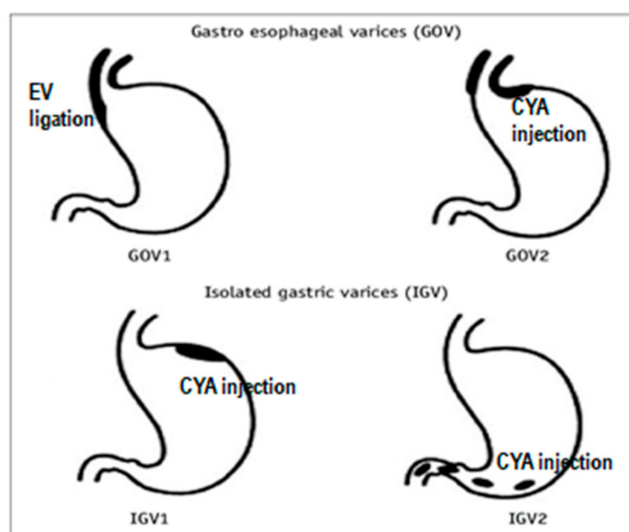 Gastro esophageal varices (GOV)
EV
ligation
CYA
injection
GOV1
GOV2
Isolated gastric varices (IGV)
CYA injection
CYA injection
IGV1
IGV2